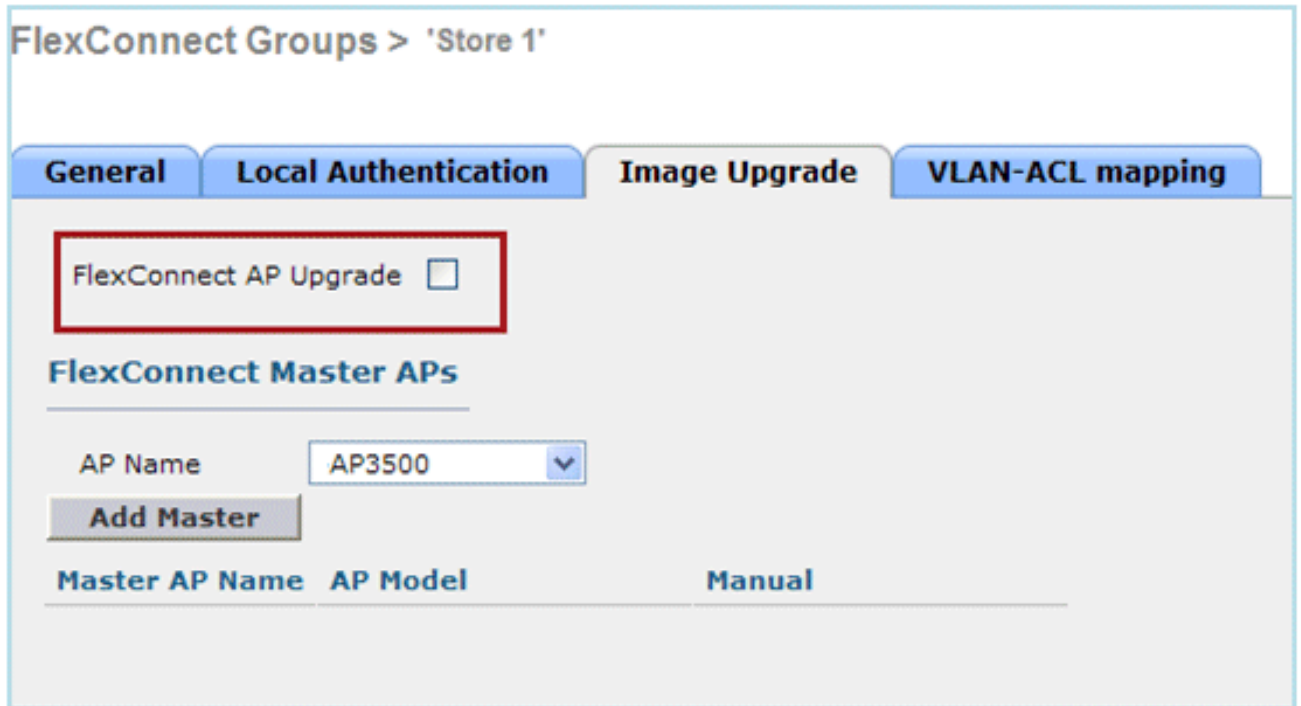 FlexConnect Groups > 'Store 1'
General Local Authentication Image Upgrade VLAN-ACL mapping
FlexConnect AP Upgrade
FlexConnect Master APs
AP Name AP3500
Add Master
Master AP Name AP Model Manual